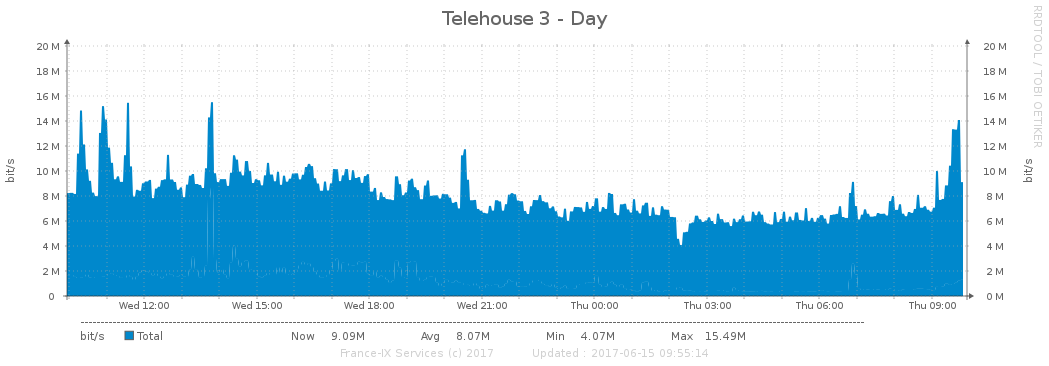 Telehouse 3 - Day
RRDTOOL / TOBI OETIKER
20 M 20 M
18 M 18 M
16 M 16 M
14 M 14 M
12 M 12 M
10 M 10 M
8 M 8 M
6 M 6 M
4 M 4 M
2 M 2 M
0 0 M
bit/s bit/s
Wed 12:00 Wed 15:00 Wed 18:00 Wed 21:00 Thu 00:00 Thu 03:00 Thu 06:00 Thu 09:00
bit/s Total Now 9.09M Avg 8.07M Min 4.07M Max 15.49M
France-IX Services (c) 2017 Updated : 2017-06-15 09:55:14